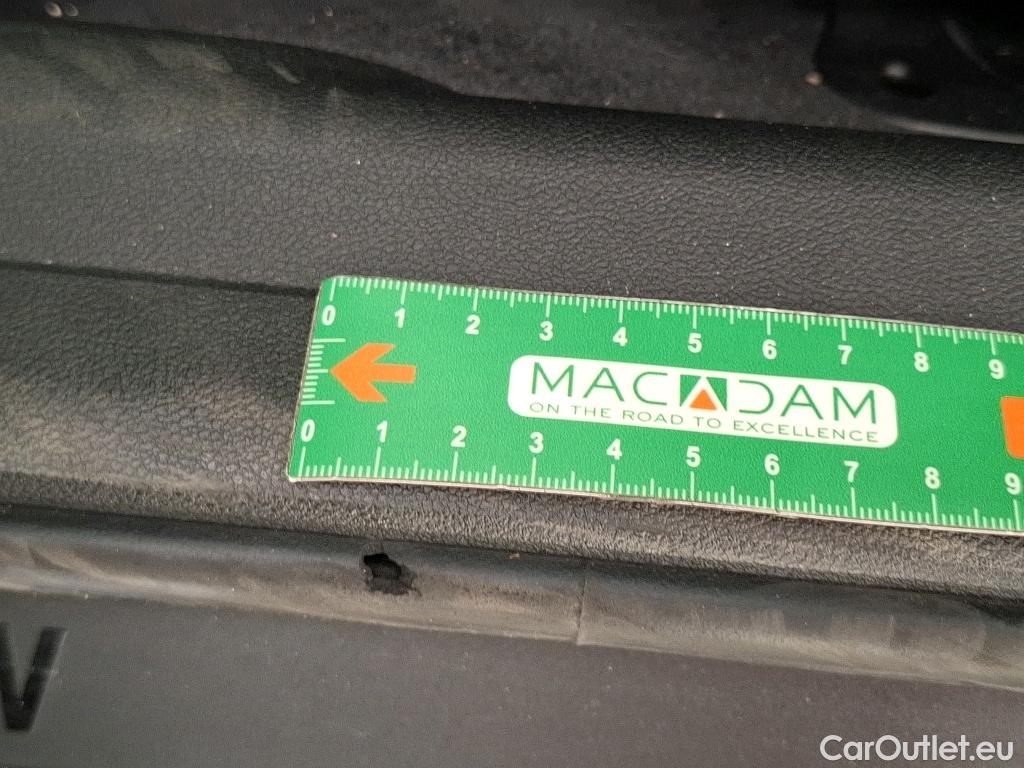 0 1 2 3 4 5 6 7 8 9
MACADAM
ON THE ROAD TO EXCELLENCE
0 1 2 3 4 5 6 7 8 9
V
CarOutlet.eu